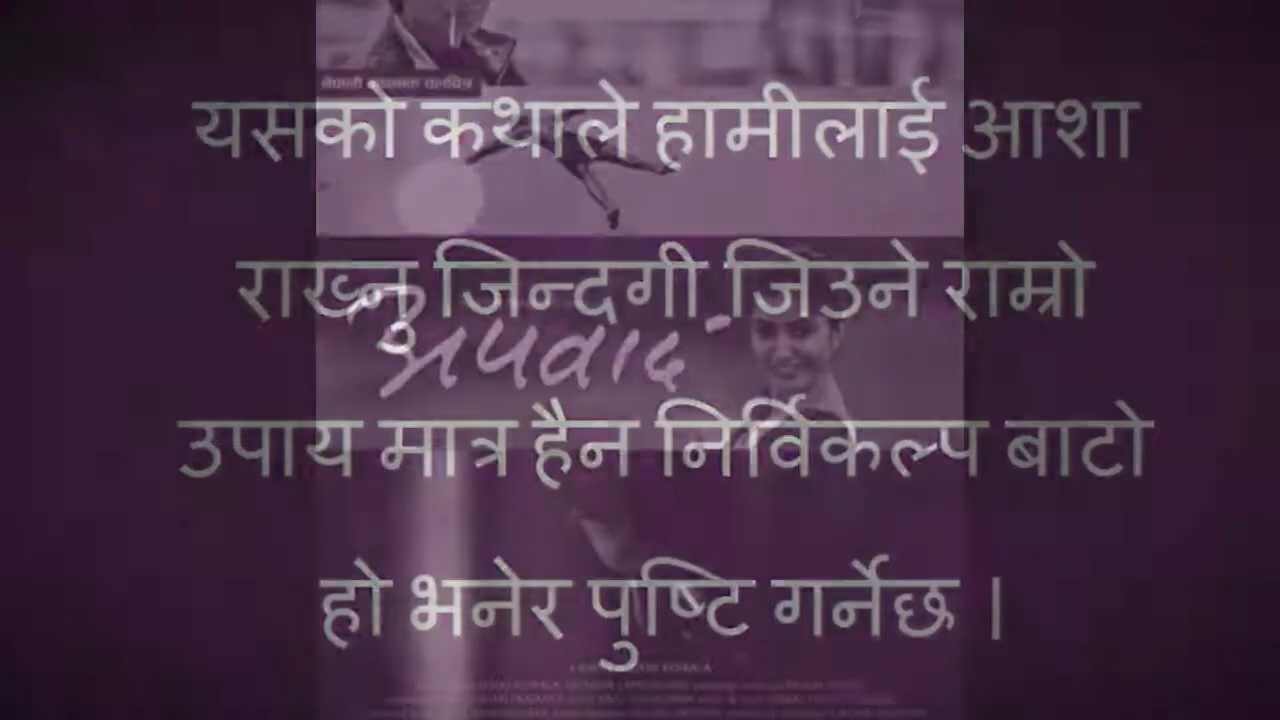 यसको कथाले हामीलाई आशा
राख्नु जिन्दगी जिउने राम्रो
अपवाद
उपाय मात्र हैन निर्विकल्प बाटो
हो भनेर पुष्टि गर्नेछ ।